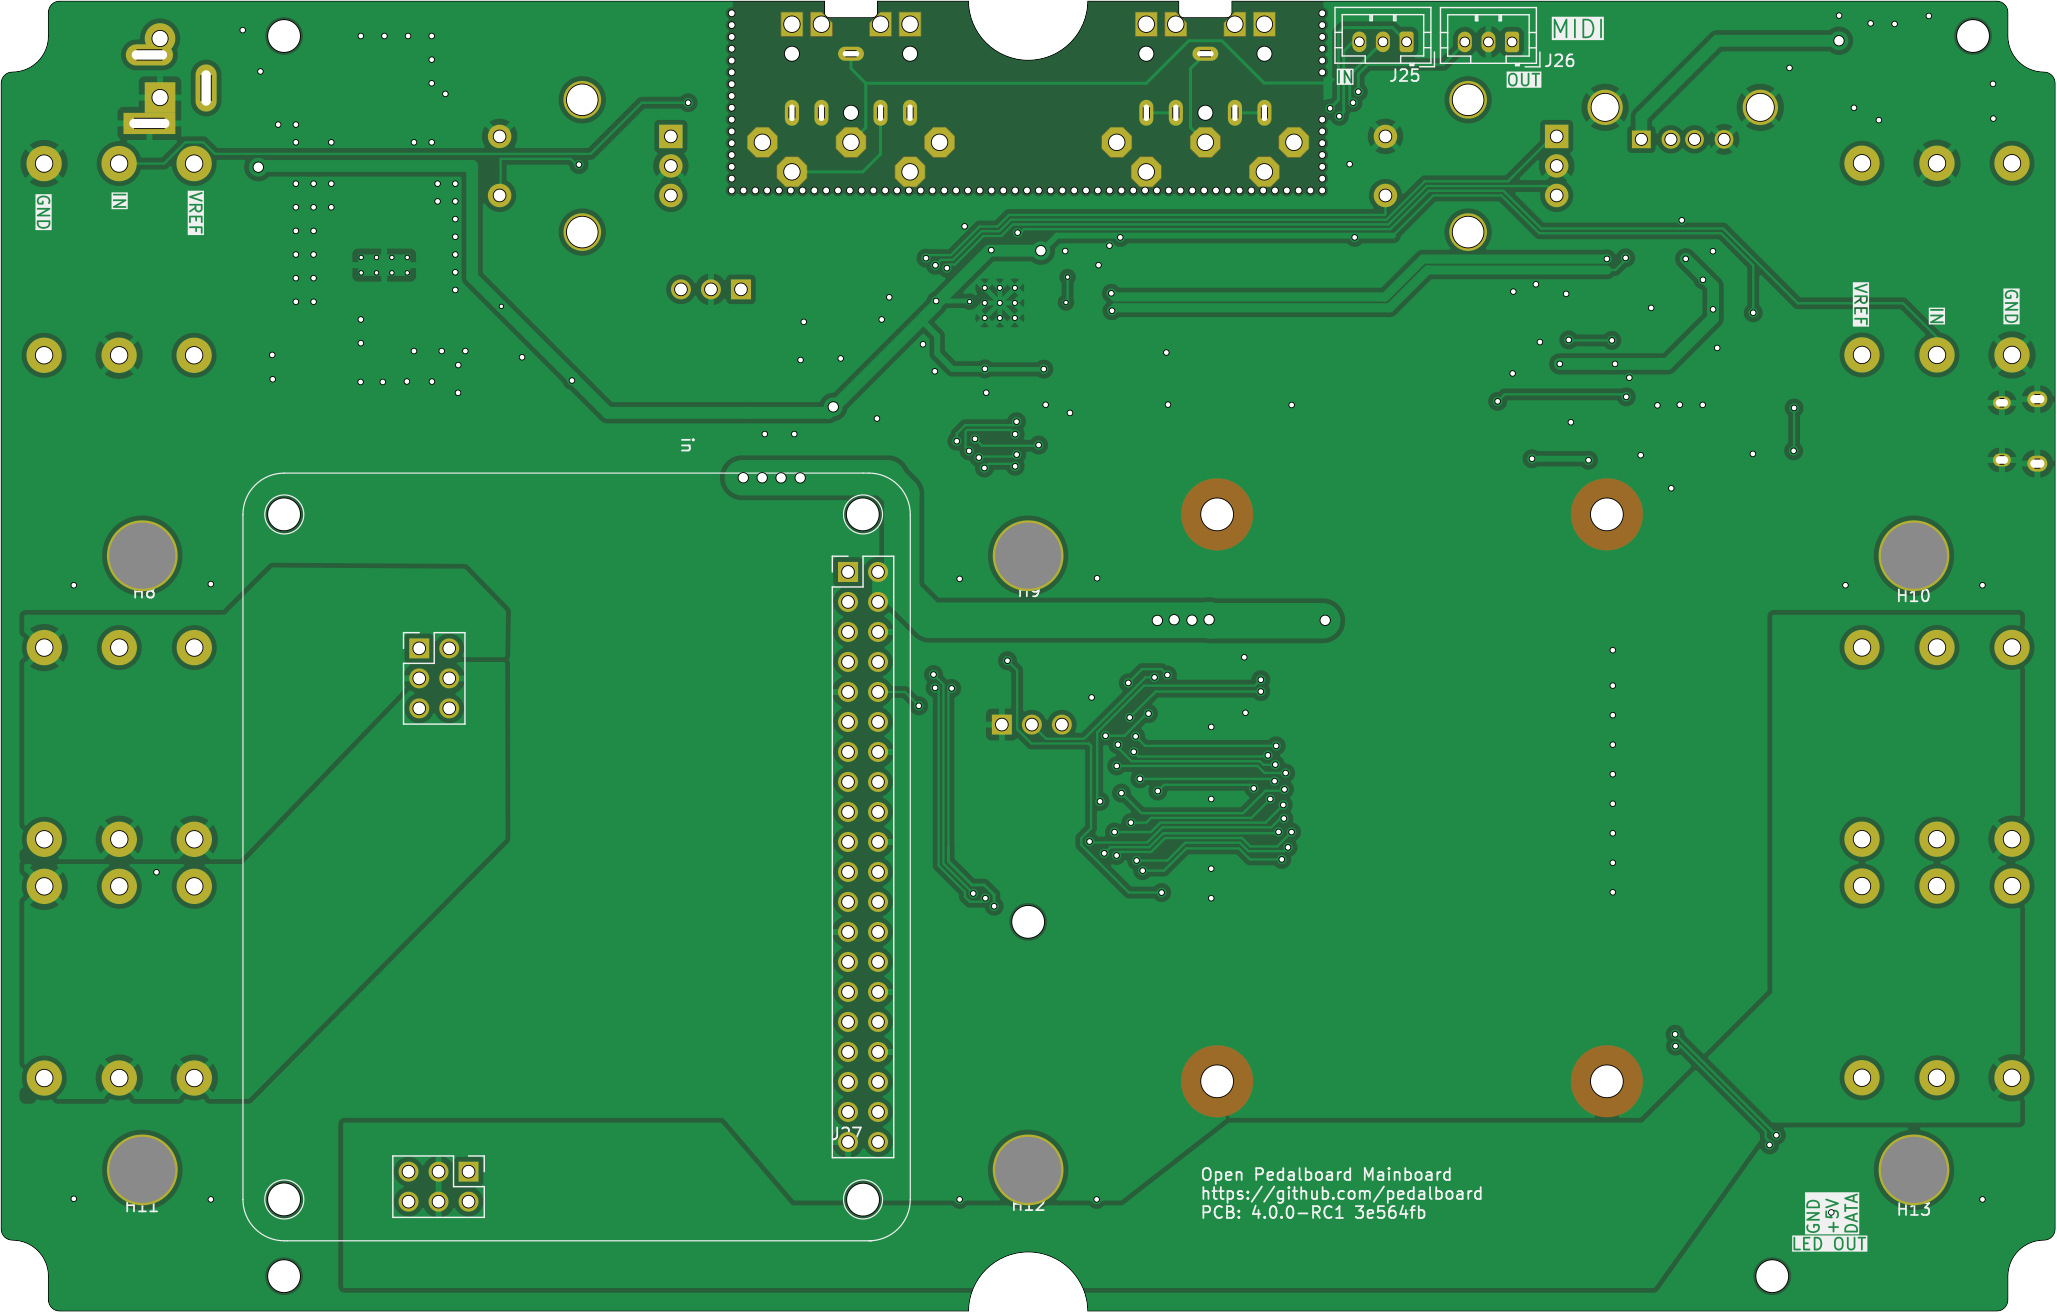 MIDI
J26
IN
J25
OUT
GND
IN
VREF
VREF
IN
GND
in
H8
H9
H10
J27
Open Pedalboard Mainboard
https://github.com/pedalboard
PCB: 4.0.0-RC1 3e564fb
H11
H12
H13
GND
+5V
DATA
LED OUT